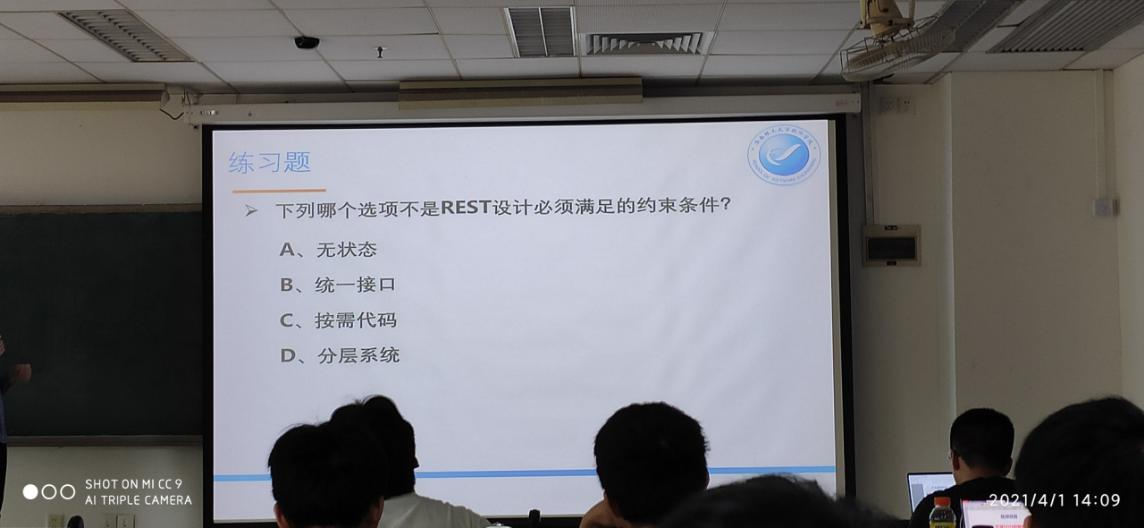 练习题
➢ 下列哪个选项不是REST设计必须满足的约束条件？
A、无状态
B、统一接口
C、按需代码
D、分层系统
SHOT ON MI CC 9
AI TRIPLE CAMERA
2021/4/1 14:09